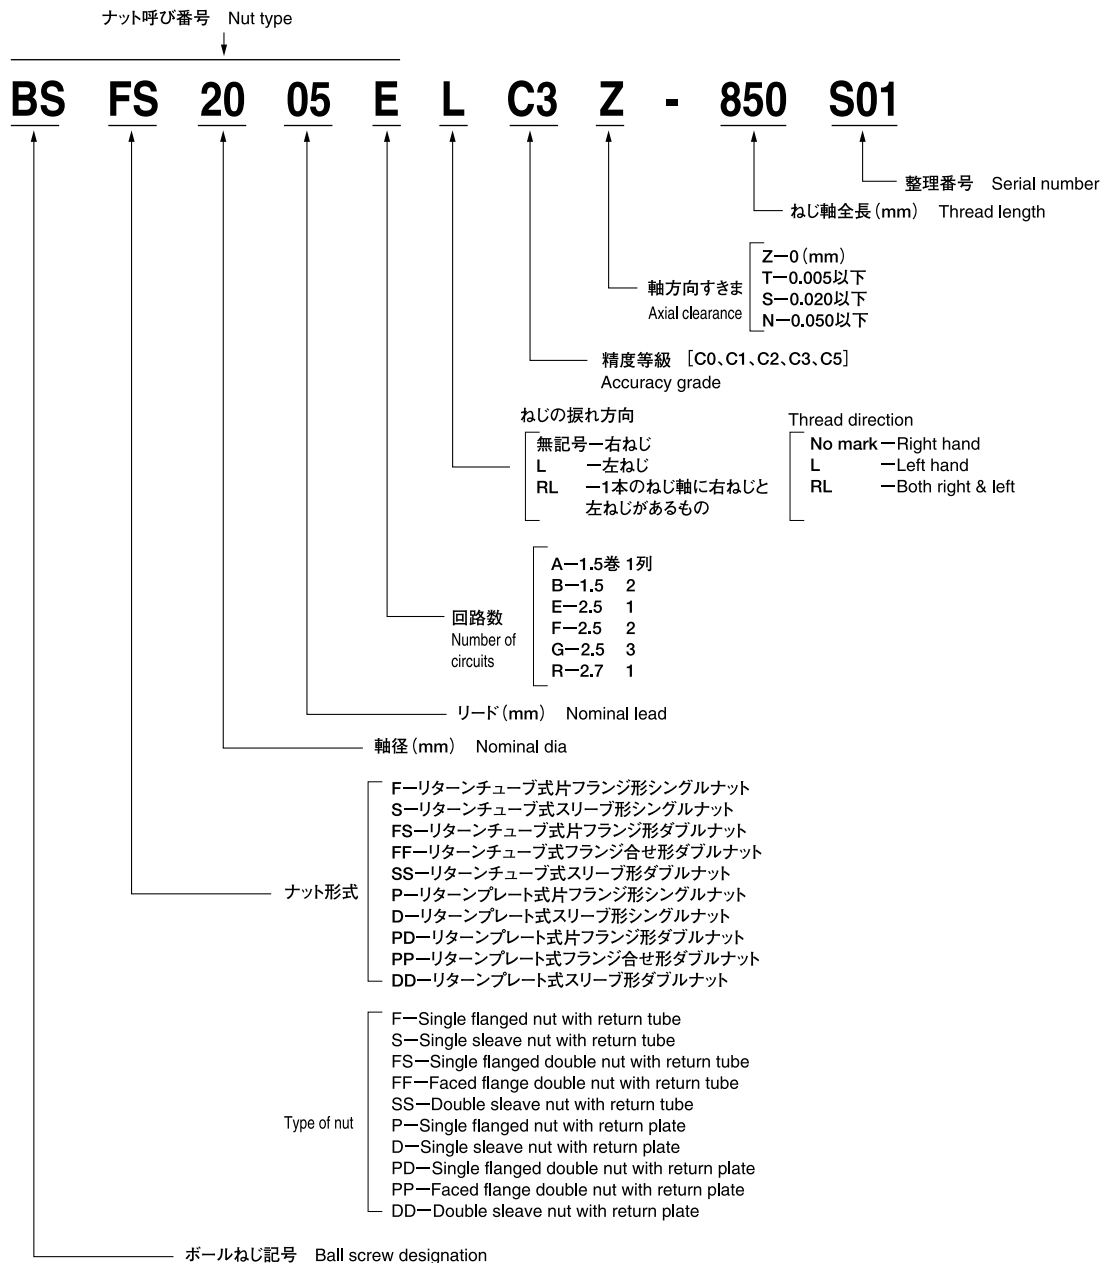 ナット呼び番号 Nut type
BS FS 20 05 E L C3 Z - 850 S01
整理番号 Serial number
ねじ軸全長(mm) Thread length
Z−0(mm)
T−0.005以下
S−0.020以下
N−0.050以下
軸方向すきま
Axial clearance
精度等級 [C0、C1、C2、C3、C5]
Accuracy grade
ねじの捩れ方向
無記号−右ねじ
L −左ねじ
RL −1本のねじ軸に右ねじと
左ねじがあるもの
Thread direction
No mark−Right hand
L −Left hand
RL −Both right & left
A−1.5巻 1列
B−1.5 2
E−2.5 1
F−2.5 2
G−2.5 3
R−2.7 1
回路数
Number of
circuits
リード(mm) Nominal lead
軸径(mm) Nominal dia
F−リターンチューブ式片フランジ形シングルナット
S−リターンチューブ式スリーブ形シングルナット
FS−リターンチューブ式片フランジ形ダブルナット
FF−リターンチューブ式フランジ合せ形ダブルナット
SS−リターンチューブ式スリーブ形ダブルナット
P−リターンプレート式片フランジ形シングルナット
D−リターンプレート式スリーブ形シングルナット
PD−リターンプレート式片フランジ形ダブルナット
PP−リターンプレート式フランジ合せ形ダブルナット
DD−リターンプレート式スリーブ形ダブルナット
ナット形式
F−Single flanged nut with return tube
S−Single sleave nut with return tube
FS−Single flanged double nut with return tube
FF−Faced flange double nut with return tube
SS−Double sleave nut with return tube
P−Single flanged nut with return plate
D−Single sleave nut with return plate
PD−Single flanged double nut with return plate
PP−Faced flange double nut with return plate
DD−Double sleave nut with return plate
Type of nut
ボールねじ記号 Ball screw designation